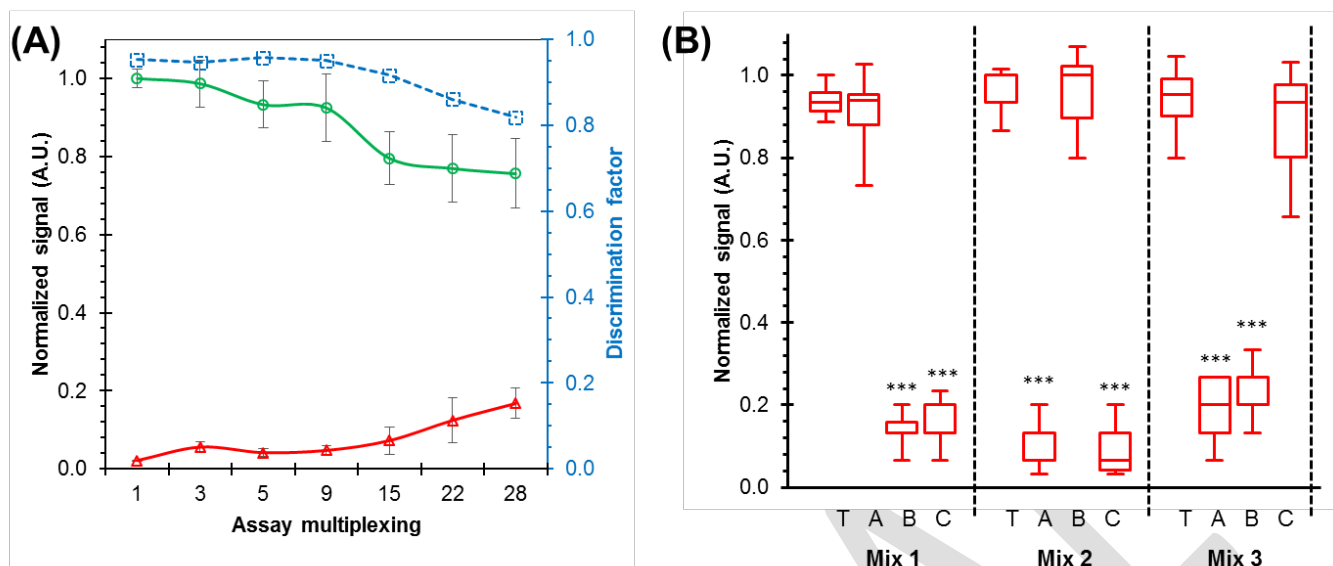 (A)
Normalized signal (A.U.)
1.0
0.8
0.6
0.4
0.2
0.0
1.0
0.8
0.6
0.4
0.2
0.0
Discrimination factor
1 3 5 9 15 22 28
Assay multiplexing
(B)
Normalized signal (A.U.)
1.0
0.8
0.6
0.4
0.2
0.0
*** *** *** *** *** ***
T A B C T A B C T A B C
Mix 1 Mix 2 Mix 3